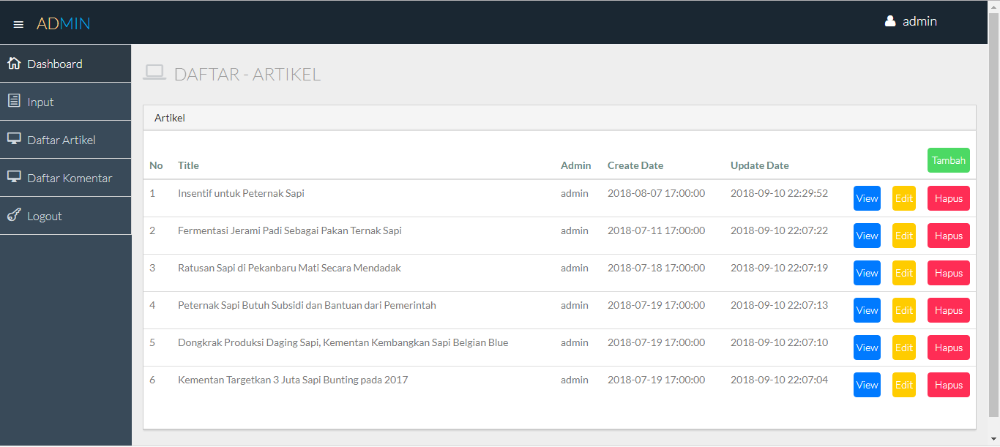 ADMIN
admin
Dashboard
Input
Daftar Artikel
Daftar Komentar
Logout
DAFTAR - ARTIKEL
Artikel
No Title Admin Create Date Update Date Tambah
1 Insentif untuk Peternak Sapi admin 2018-08-07 17:00:00 2018-09-10 22:29:52 View Edit Hapus
2 Fermentasi Jerami Padi Sebagai Pakan Ternak Sapi admin 2018-07-11 17:00:00 2018-09-10 22:07:22 View Edit Hapus
3 Ratusan Sapi di Pekanbaru Mati Secara Mendadak admin 2018-07-18 17:00:00 2018-09-10 22:07:19 View Edit Hapus
4 Peternak Sapi Butuh Subsidi dan Bantuan dari Pemerintah admin 2018-07-19 17:00:00 2018-09-10 22:07:13 View Edit Hapus
5 Dongkrak Produksi Daging Sapi, Kementan Kembangkan Sapi Belgian Blue admin 2018-07-19 17:00:00 2018-09-10 22:07:10 View Edit Hapus
6 Kementan Targetkan 3 Juta Sapi Bunting pada 2017 admin 2018-07-19 17:00:00 2018-09-10 22:07:04 View Edit Hapus